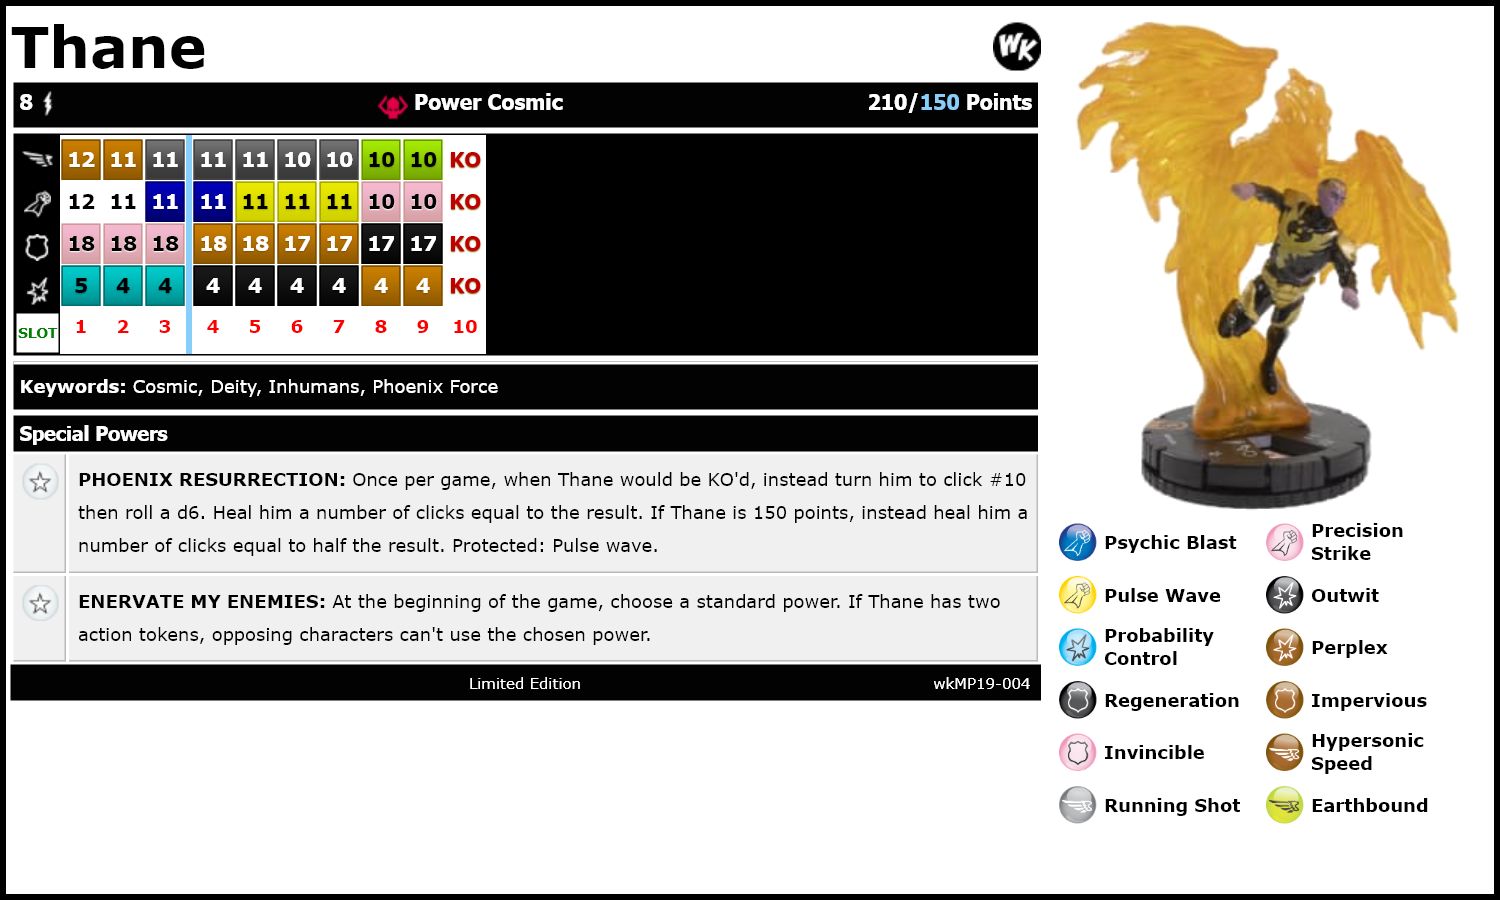 Thane
WK
8 Power Cosmic 210/150 Points
12 11 11 11 11 10 10 10 10 KO
12 11 11 11 11 11 11 10 10 KO
18 18 18 18 18 17 17 17 17 KO
5 4 4 4 4 4 4 4 4 KO
SLOT 1 2 3 4 5 6 7 8 9 10
Keywords: Cosmic, Deity, Inhumans, Phoenix Force
Special Powers
PHOENIX RESURRECTION: Once per game, when Thane would be KO'd, instead turn him to click #10
then roll a d6. Heal him a number of clicks equal to the result. If Thane is 150 points, instead heal him a
number of clicks equal to half the result. Protected: Pulse wave.
ENERVATE MY ENEMIES: At the beginning of the game, choose a standard power. If Thane has two
action tokens, opposing characters can't use the chosen power.
Limited Edition wkMP19-004
Psychic Blast
Precision
Strike
Pulse Wave
Outwit
Probability
Control
Perplex
Regeneration
Impervious
Invincible
Hypersonic
Speed
Running Shot
Earthbound